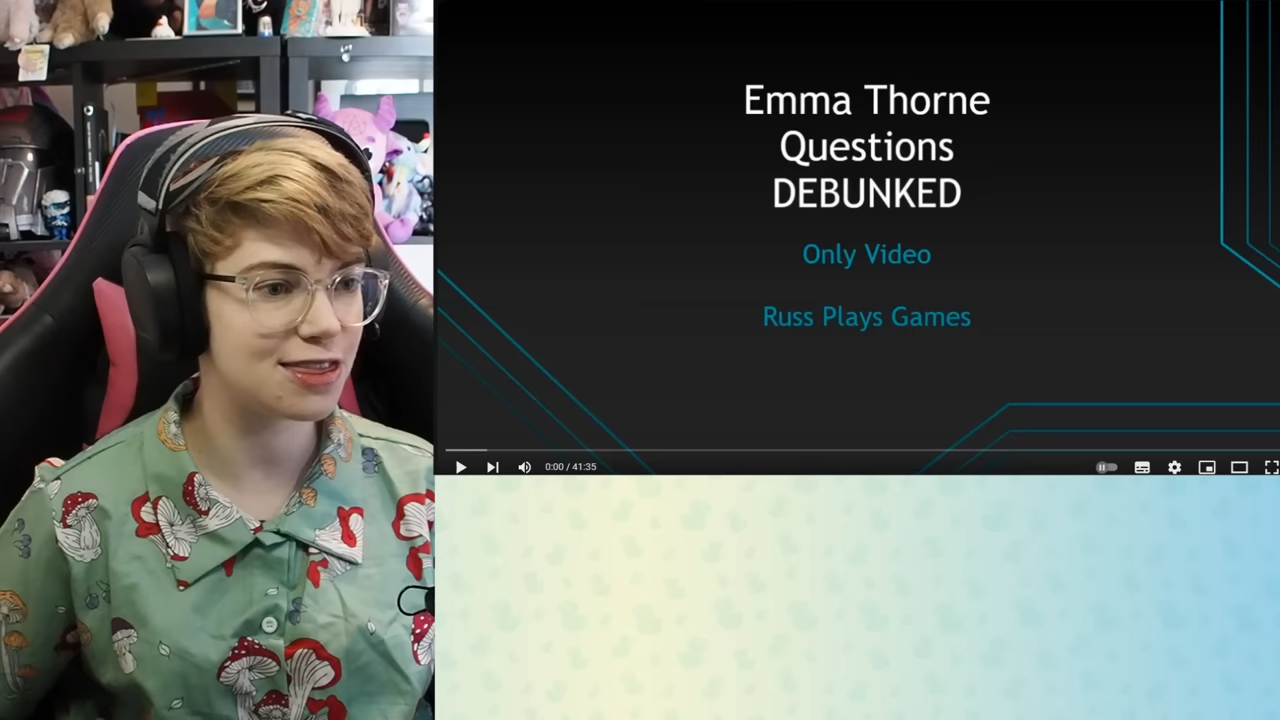 Emma Thorne
Questions
DEBUNKED
Only Video
Russ Plays Games
0:00 / 41:35